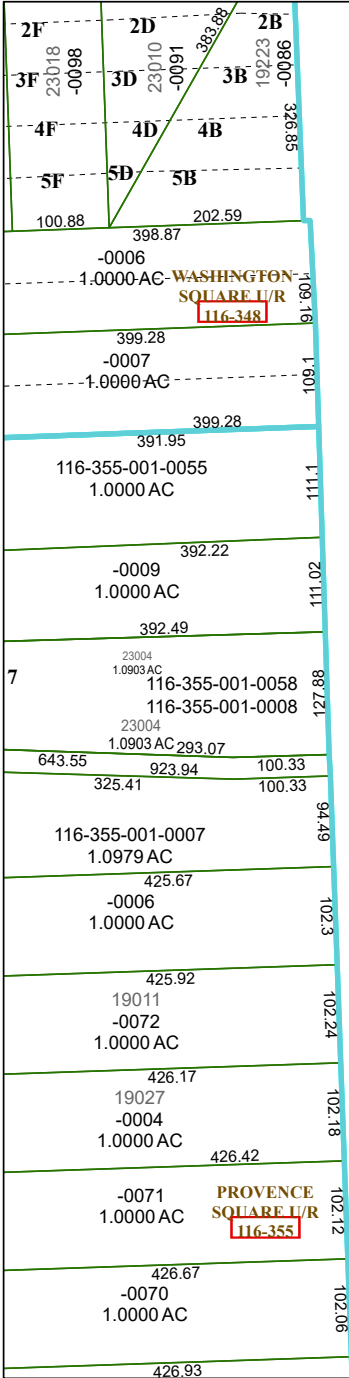 2F
2D
2B
23018
-0098
23010
-0091
383.88
19223
-0086
3F
3D
3B
326.85
4F
4D
4B
5F
5D
5B
100.88
202.59
398.87
-0006
1.0000 AC
WASHINGTON
SQUARE U/R
116-348
109.16
399.28
-0007
1.0000 AC
109.1
399.28
391.95
116-355-001-0055
1.0000 AC
111.1
392.22
-0009
1.0000 AC
111.02
392.49
23004
1.0903 AC
7
116-355-001-0058
116-355-001-0008
127.88
23004
1.0903 AC
293.07
643.55
923.94
100.33
325.41
100.33
94.49
116-355-001-0007
1.0979 AC
425.67
-0006
1.0000 AC
102.3
425.92
19011
-0072
1.0000 AC
102.24
426.17
19027
-0004
1.0000 AC
102.18
426.42
-0071
1.0000 AC
PROVENCE
SQUARE U/R
116-355
102.12
426.67
-0070
1.0000 AC
102.06
426.93